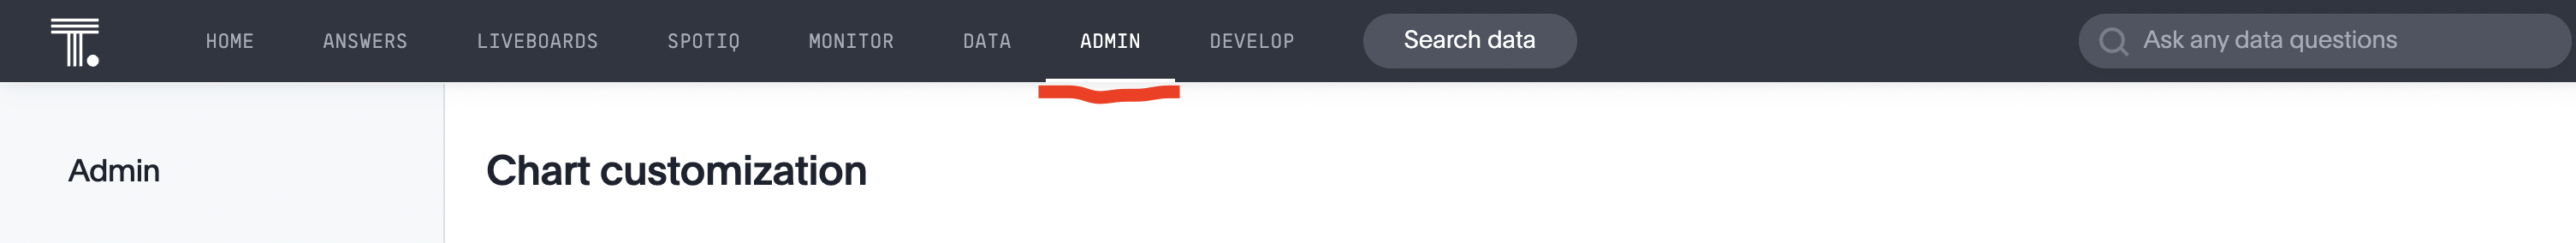 HOME ANSWERS LIVEBOARDS SPOTIQ MONITOR DATA ADMIN DEVELOP Search data Ask any data questions
Admin Chart customization